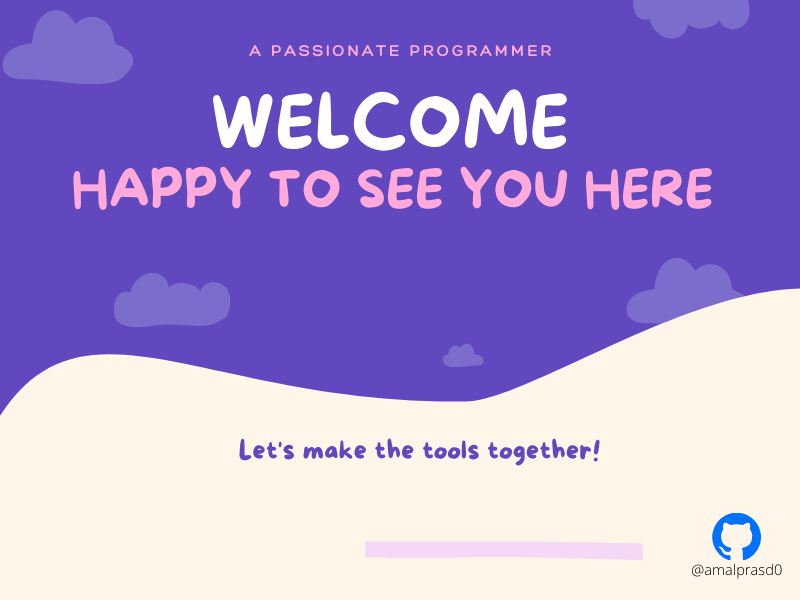 A PASSIONATE PROGRAMMER
WELCOME
HAPPY TO SEE YOU HERE
Let's make the tools together!
@amalprasd0